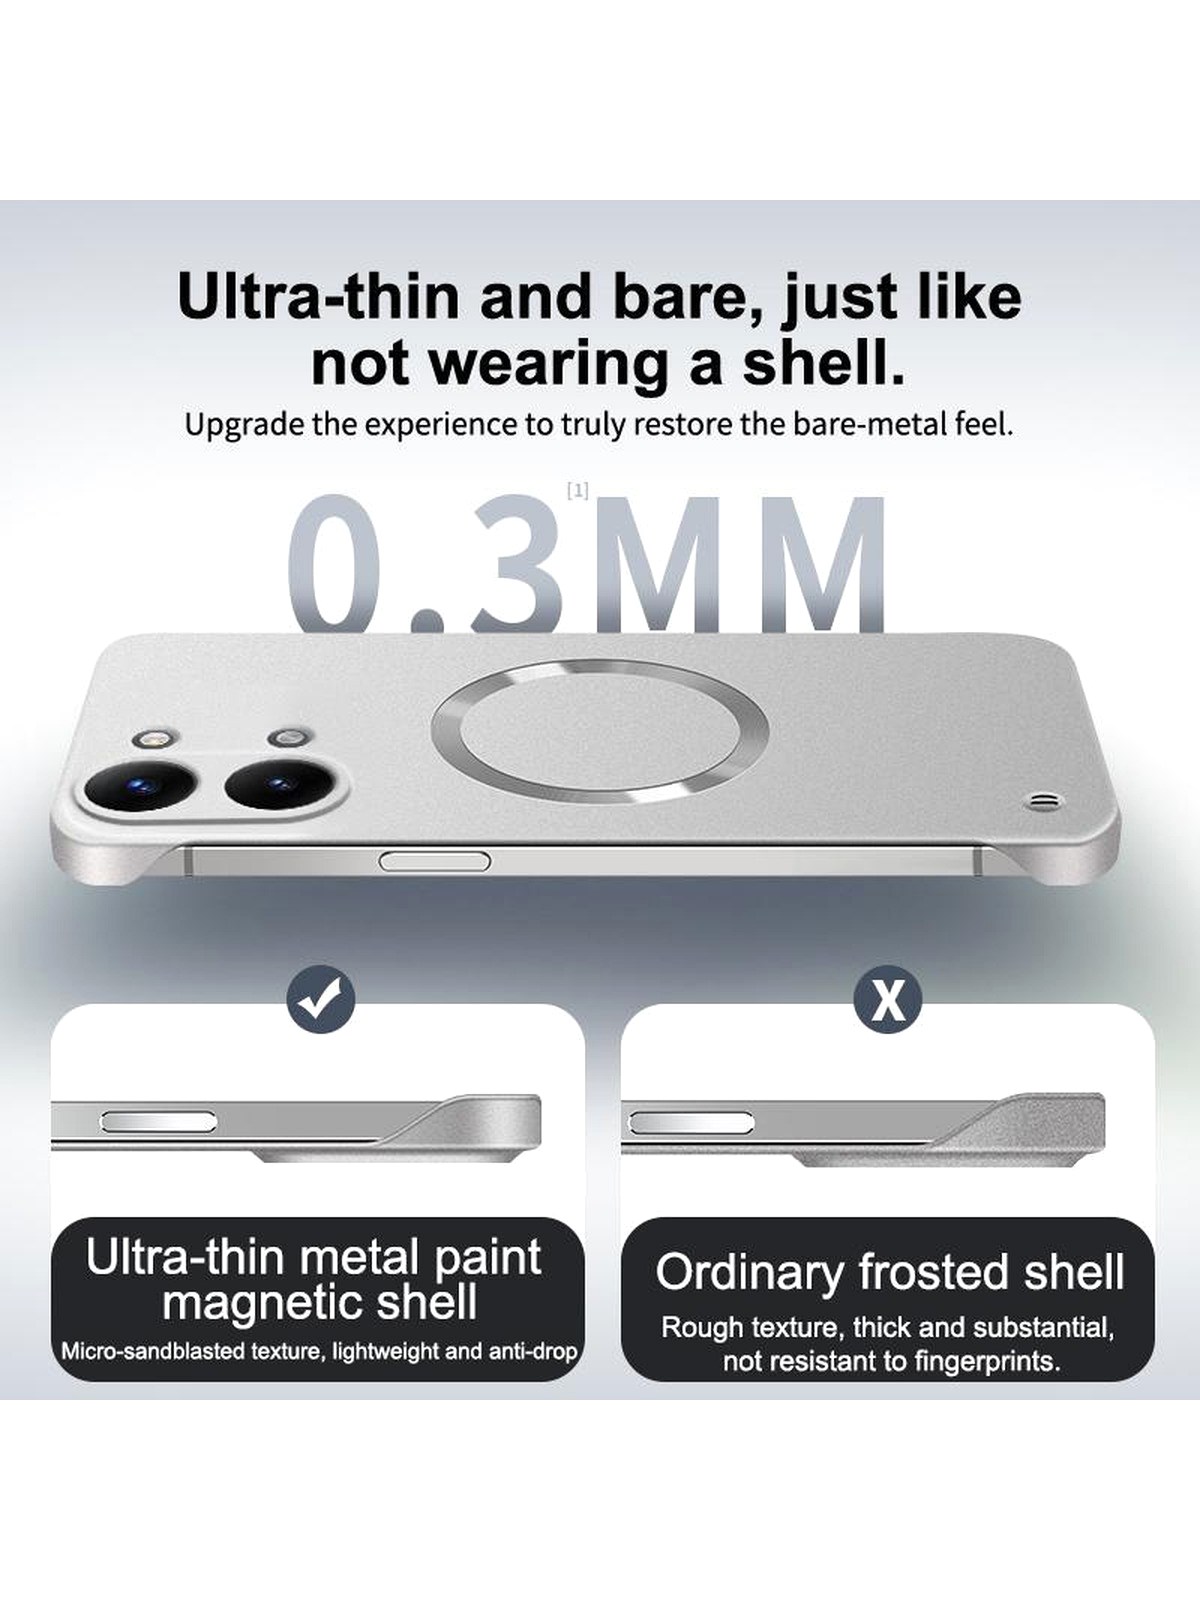 Ultra-thin and bare, just like
not wearing a shell.
Upgrade the experience to truly restore the bare-metal feel.
0.3MM[1]
Ultra-thin metal paint
magnetic shell
Micro-sandblasted texture, lightweight and anti-drop
X
Ordinary frosted shell
Rough texture, thick and substantial,
not resistant to fingerprints.